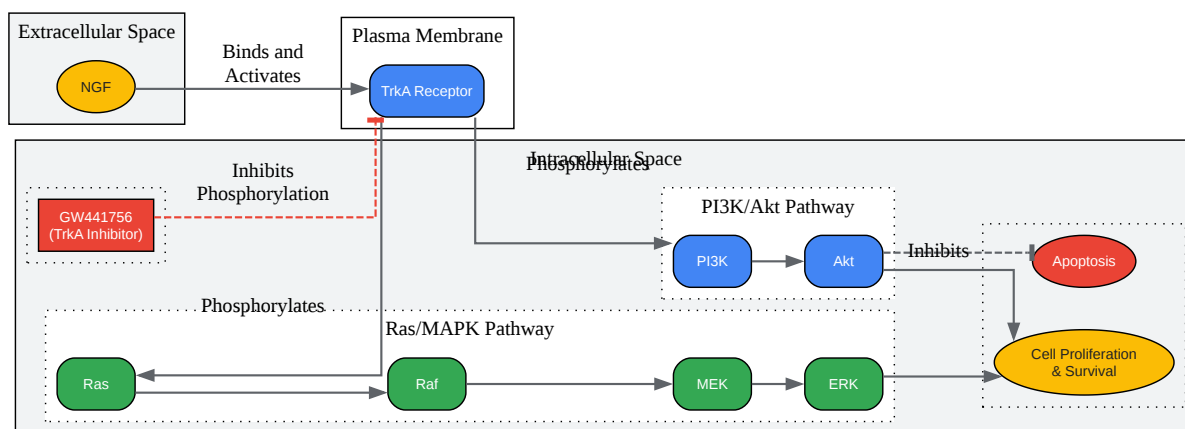 Extracellular Space
NGF
Binds and
Activates
Plasma Membrane
TrkA Receptor
Intracellular Space
Phosphorylates
Inhibits
Phosphorylation
GW441756
(TrkA Inhibitor)
PI3K/Akt Pathway
PI3K
Akt
Inhibits
Apoptosis
Phosphorylates
Ras/MAPK Pathway
Ras
Raf
MEK
ERK
Cell Proliferation
& Survival